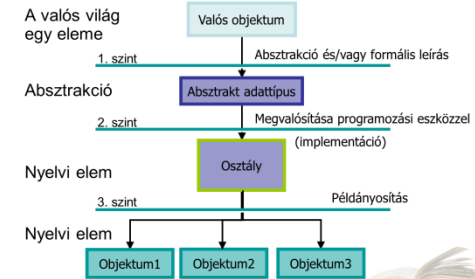 A valós világ
egy eleme
Valós objektum
1. szint
Absztrakció és/vagy formális leírás
Absztrakció
Absztrakt adattípus
2. szint
Megvalósítása programozási eszközzel
(implementáció)
Osztály
Nyelvi elem
3. szint
Példányosítás
Nyelvi elem
Objektum1
Objektum2
Objektum3